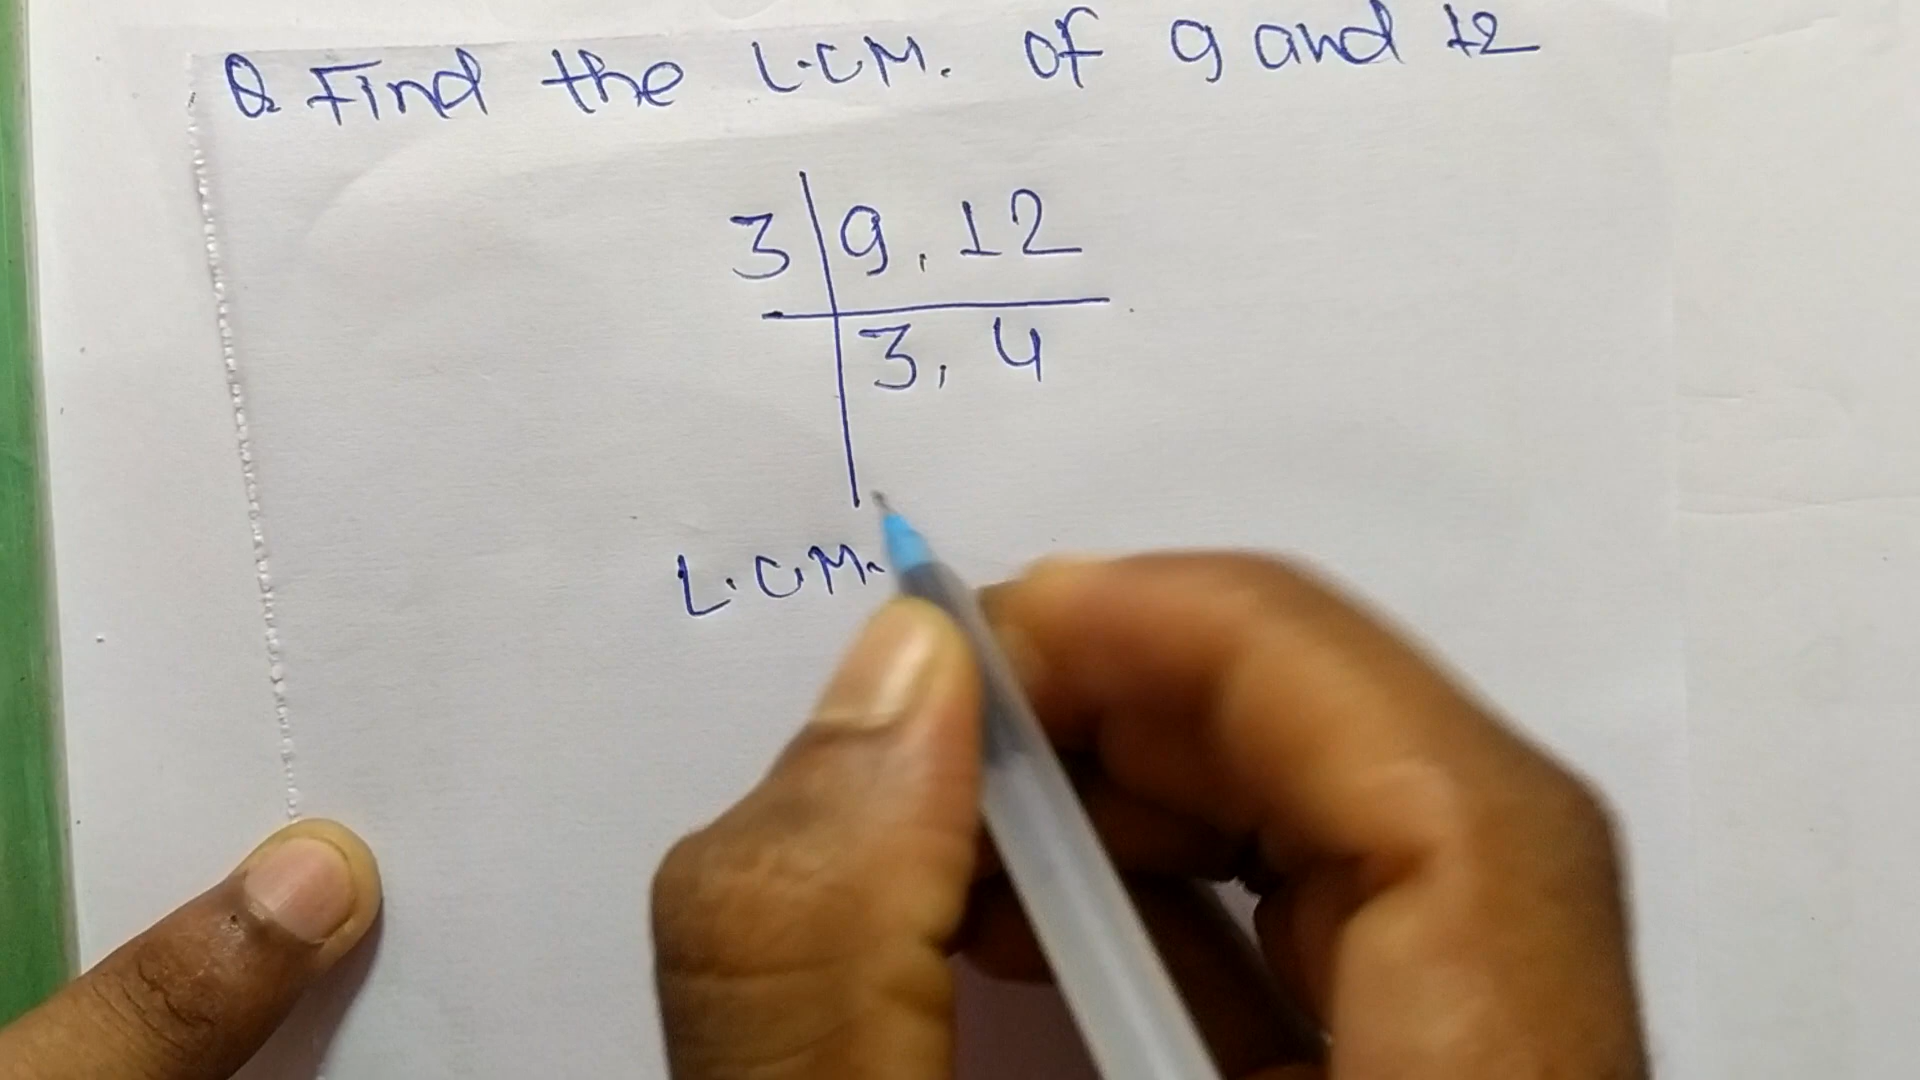 Q Find the L.C.M. of 9 and 12
3 | 9, 12
3, 4
L.C.M.